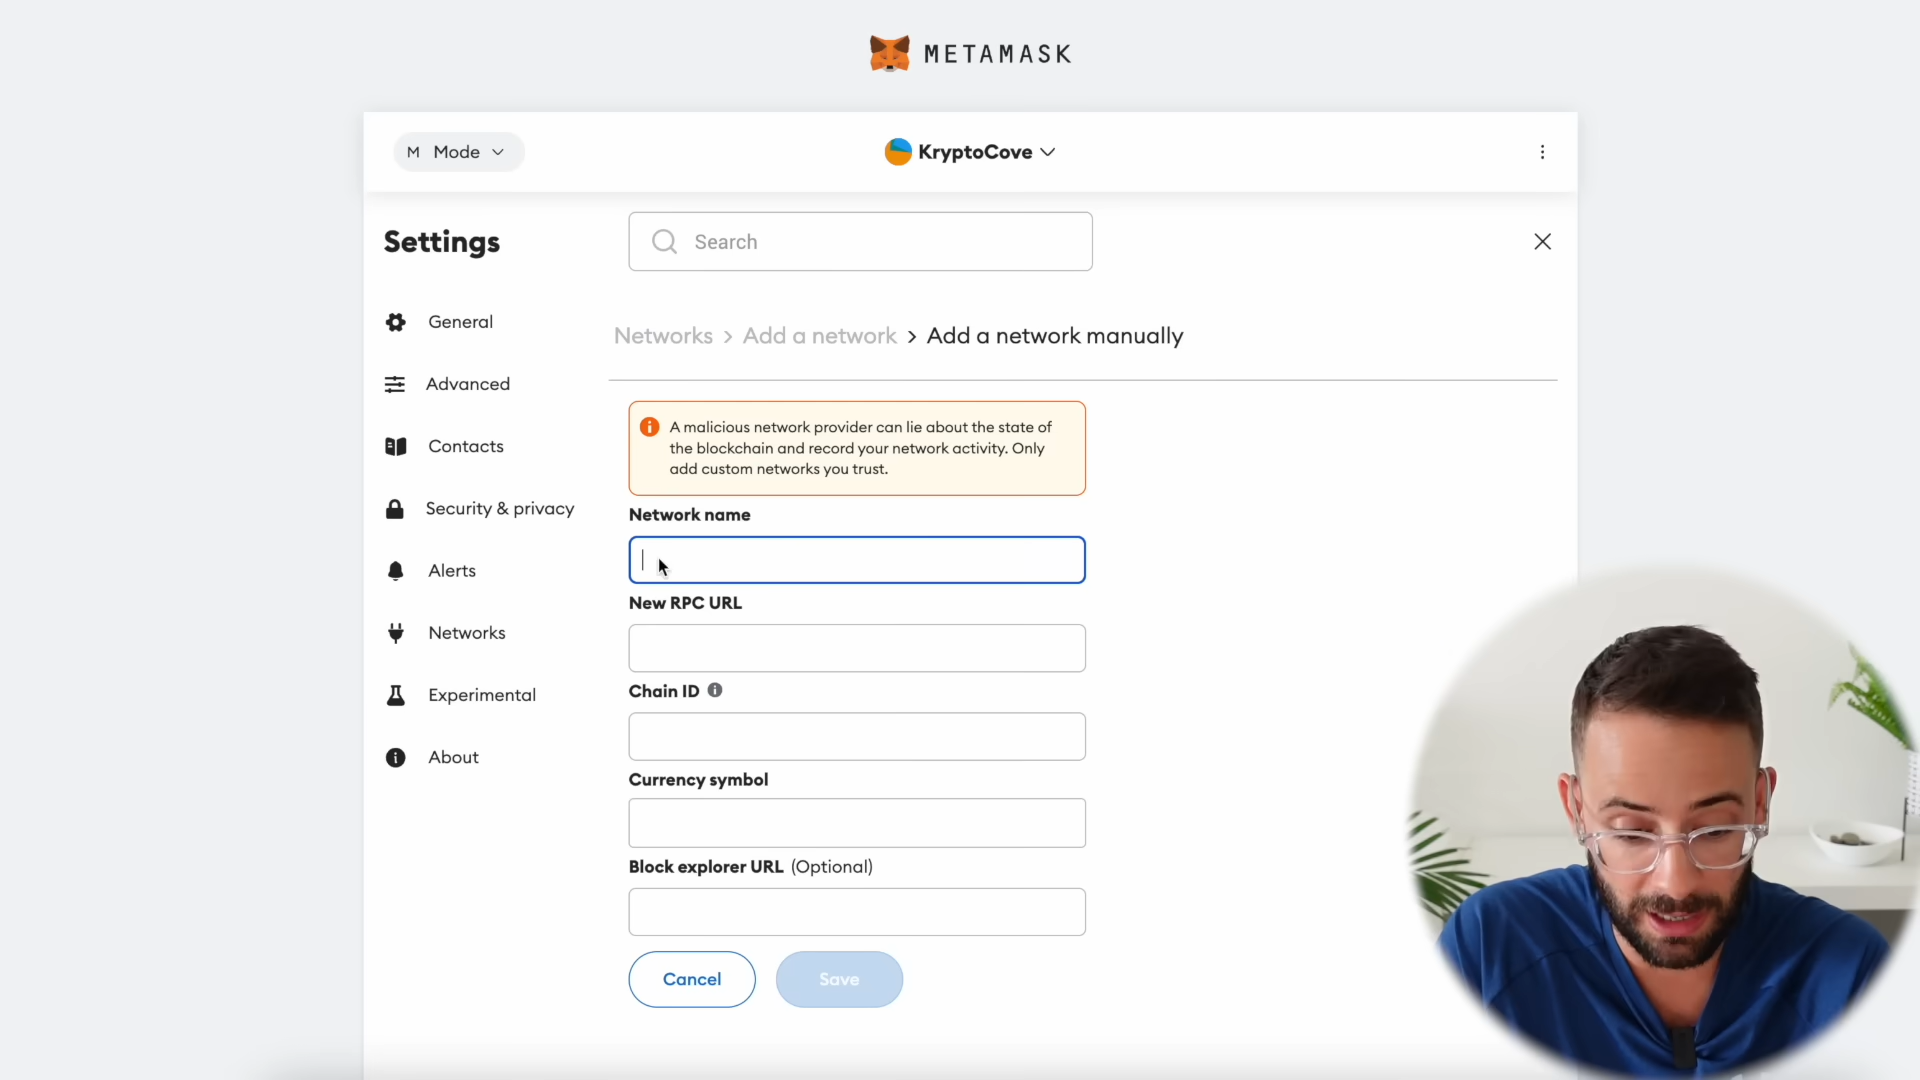 METAMASK
M Mode
KryptoCove
Settings
Search
General
Advanced
Contacts
Security & privacy
Alerts
Networks
Experimental
About
Networks > Add a network > Add a network manually
A malicious network provider can lie about the state of
the blockchain and record your network activity. Only
add custom networks you trust.
Network name
New RPC URL
Chain ID
Currency symbol
Block explorer URL (Optional)
Cancel
Save